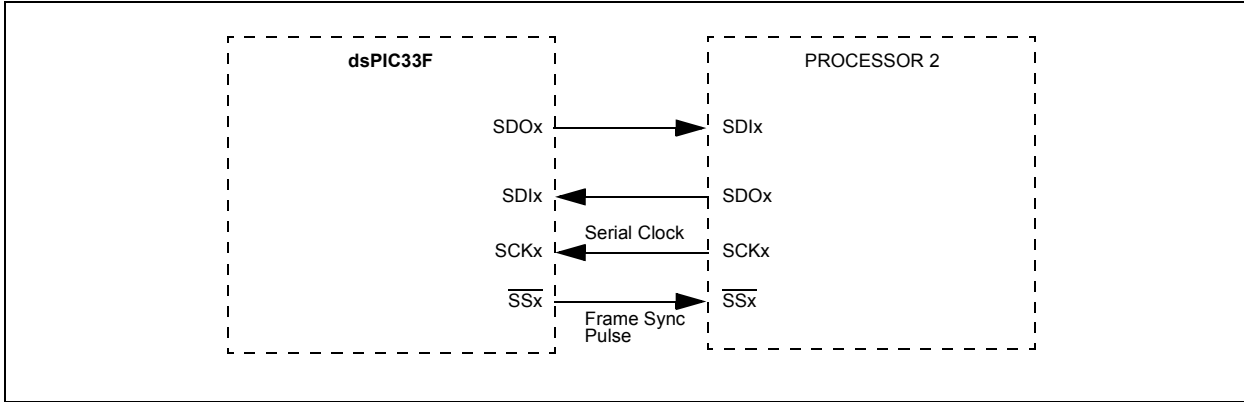 dsPIC33F PROCESSOR 2
SDOx SDIx
SDIx SDOx
Serial Clock
SCKx SCKx
SSx SSx
Frame Sync
Pulse